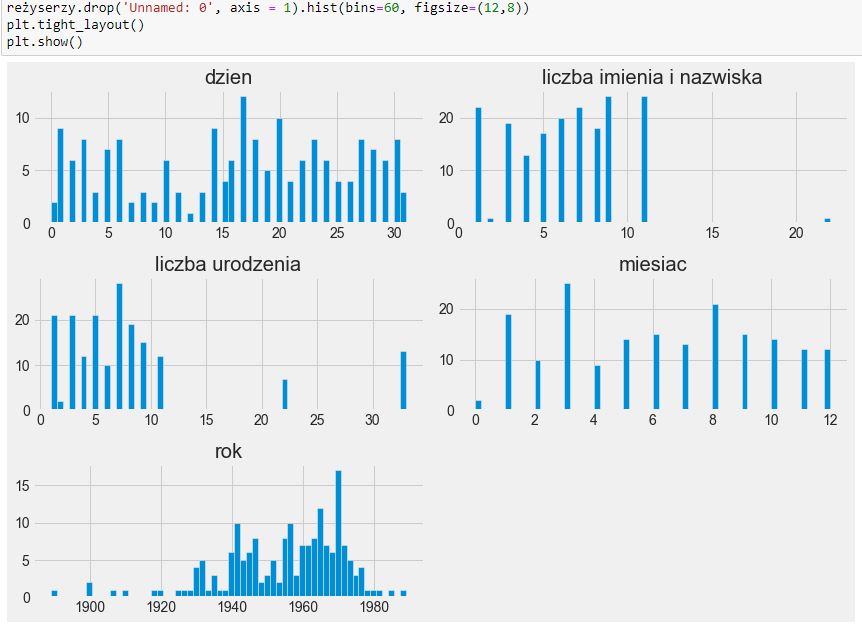 reżyserzy.drop('Unnamed: 0', axis = 1).hist(bins=60, figsize=(12,8))
plt.tight_layout()
plt.show()
dzien
10
5
0
0 5 10 15 20 25 30
liczba imienia i nazwiska
20
10
0
0 5 10 15 20
liczba urodzenia
20
10
0
0 5 10 15 20 25 30
miesiac
20
10
0
0 2 4 6 8 10 12
rok
15
10
5
0
1900 1920 1940 1960 1980